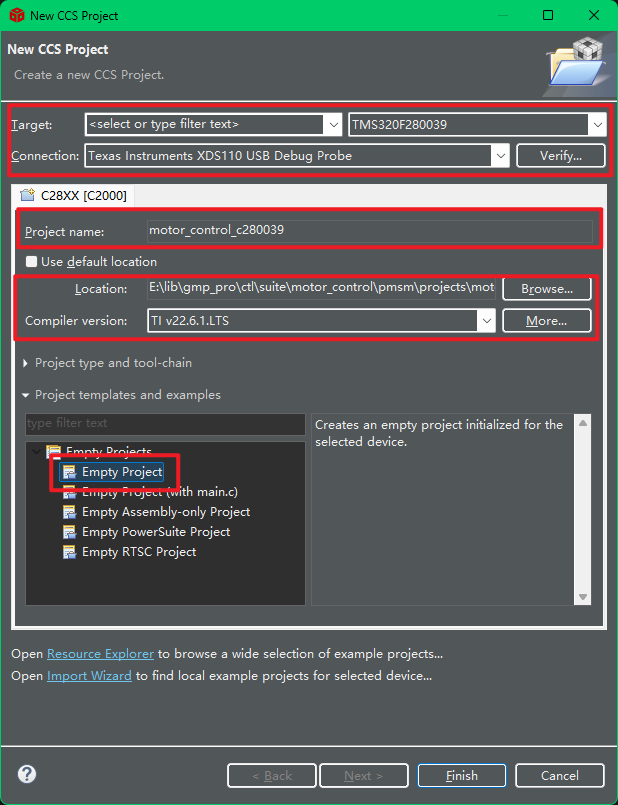 New CCS Project
New CCS Project
Create a new CCS Project.
Target: <select or type filter text> TMS320F280039
Connection: Texas Instruments XDS110 USB Debug Probe Verify...
C28XX [C2000]
Project name: motor_control_c280039
Use default location
Location: E:\lib\gmp_pro\ctl\suite\motor_control\pmsm\projects\mot Browse...
Compiler version: TI v22.6.1.LTS More...
Project type and tool-chain
Project templates and examples
type filter text
Creates an empty project initialized for the
selected device.
Empty Projects
Empty Project
Empty Project (with main.c)
Empty Assembly-only Project
Empty PowerSuite Project
Empty RTSC Project
Open Resource Explorer to browse a wide selection of example projects...
Open Import Wizard to find local example projects for selected device...
? < Back Next > Finish Cancel